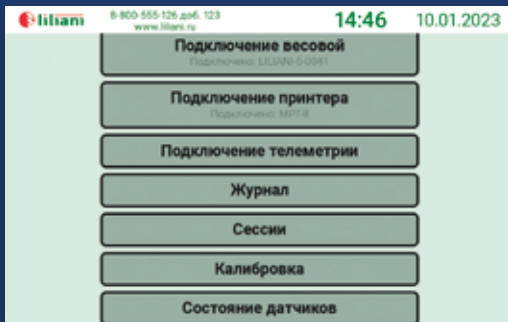 liliani
8-800-555-126 доб. 123
www.liliani.ru
14:46
10.01.2023
Подключение весовой
Подключено: LILIANI-S-0041
Подключение принтера
Подключено: MPT-II
Подключение телеметрии
Журнал
Сессии
Калибровка
Состояние датчиков